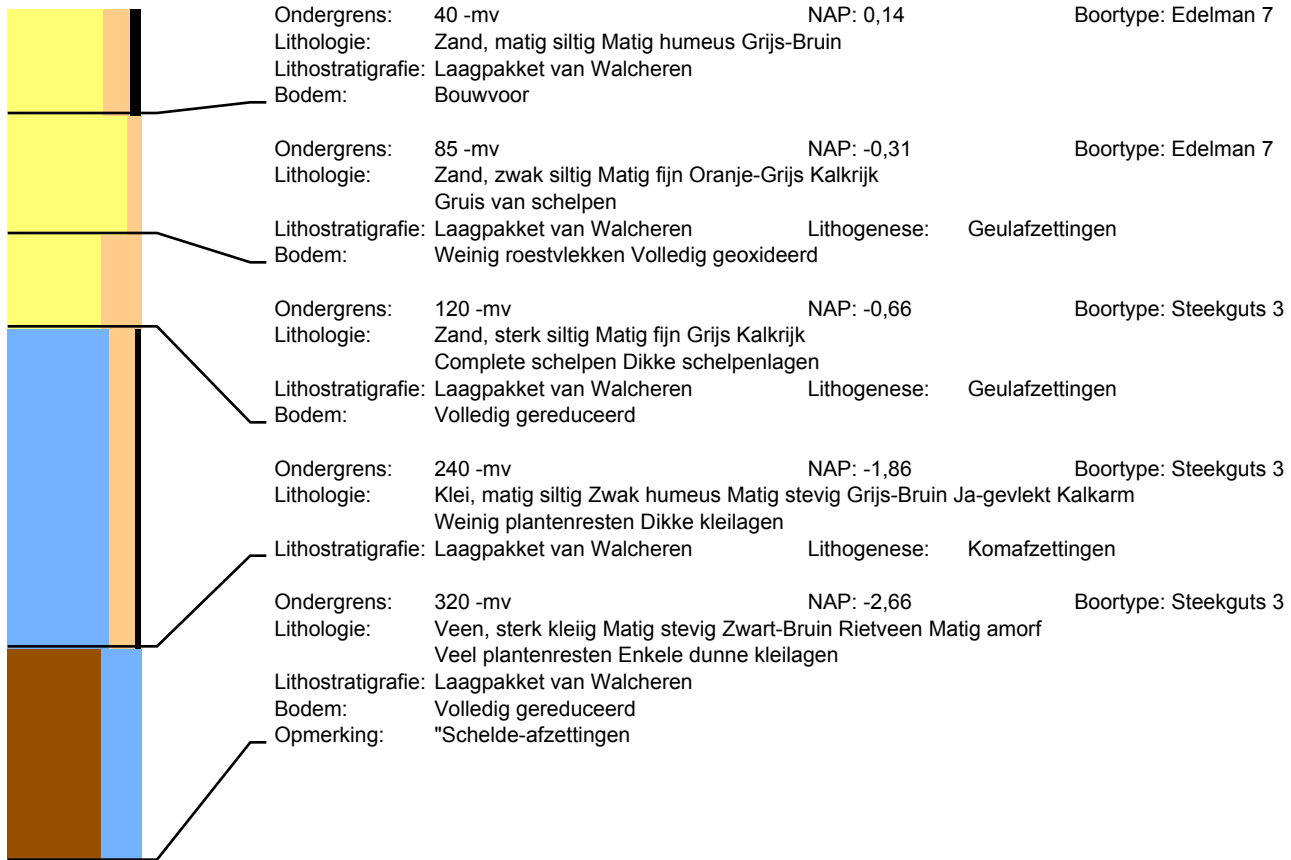 Ondergrens: 40 -mv NAP: 0,14 Boortype: Edelman 7
Lithologie: Zand, matig siltig Matig humeus Grijs-Bruin
Lithostratigrafie: Laagpakket van Walcheren
Bodem: Bouwvoor
Ondergrens: 85 -mv NAP: -0,31 Boortype: Edelman 7
Lithologie: Zand, zwak siltig Matig fijn Oranje-Grijs Kalkrijk
Gruis van schelpen
Lithostratigrafie: Laagpakket van Walcheren Lithogenese: Geulafzettingen
Bodem: Weinig roestvlekken Volledig geoxideerd
Ondergrens: 120 -mv NAP: -0,66 Boortype: Steekguts 3
Lithologie: Zand, sterk siltig Matig fijn Grijs Kalkrijk
Complete schelpen Dikke schelpenlagen
Lithostratigrafie: Laagpakket van Walcheren Lithogenese: Geulafzettingen
Bodem: Volledig gereduceerd
Ondergrens: 240 -mv NAP: -1,86 Boortype: Steekguts 3
Lithologie: Klei, matig siltig Zwak humeus Matig stevig Grijs-Bruin Ja-gevlekt Kalkarm
Weinig plantenresten Dikke kleilagen
Lithostratigrafie: Laagpakket van Walcheren Lithogenese: Komafzettingen
Ondergrens: 320 -mv NAP: -2,66 Boortype: Steekguts 3
Lithologie: Veen, sterk kleiig Matig stevig Zwart-Bruin Rietveen Matig amorf
Veel plantenresten Enkele dunne kleilagen
Lithostratigrafie: Laagpakket van Walcheren
Bodem: Volledig gereduceerd
Opmerking: "Schelde-afzettingen